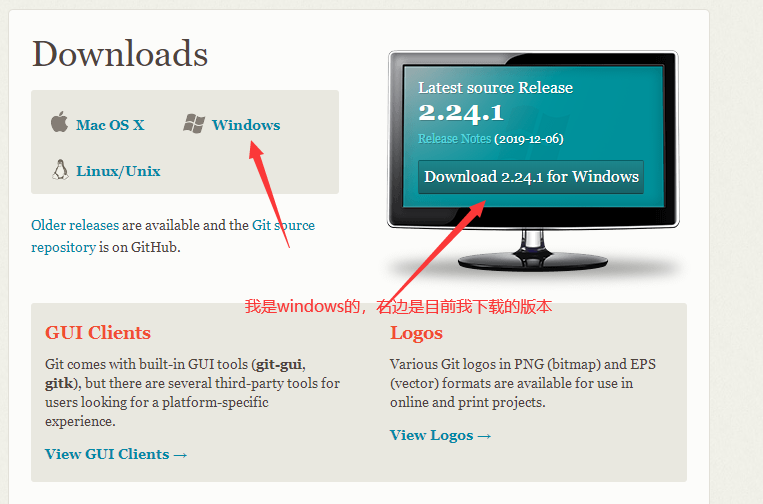 Downloads
Mac OS X
Windows
Linux/Unix
Older releases are available and the Git source
repository is on GitHub.
Latest source Release
2.24.1
Release Notes (2019-12-06)
Download 2.24.1 for Windows
我是windows的，右边是目前我下载的版本
GUI Clients
Git comes with built-in GUI tools (git-gui,
gitk), but there are several third-party tools for
users looking for a platform-specific
experience.
View GUI Clients →
Logos
Various Git logos in PNG (bitmap) and EPS
(vector) formats are available for use in
online and print projects.
View Logos →